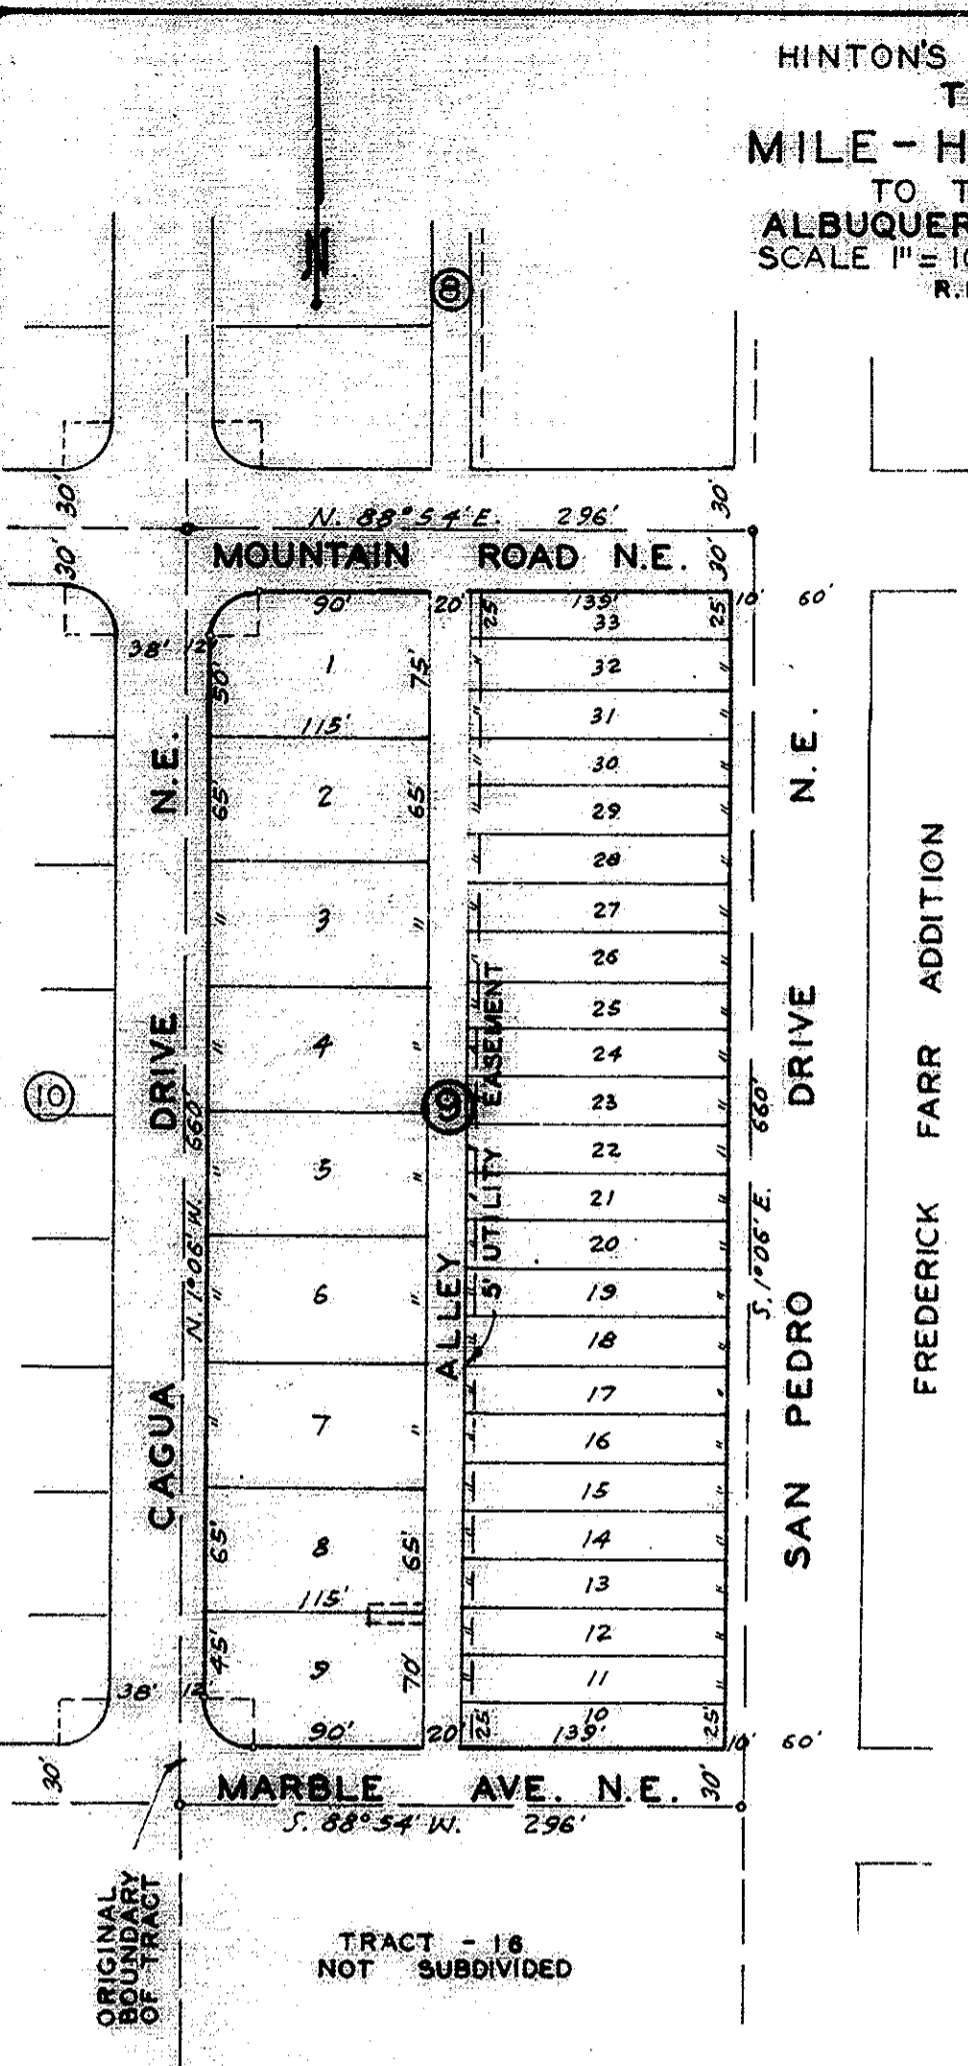 HINTON'S
T
MILE - H
TO T
ALBUQUER
SCALE 1" = 10
R.
N
8
30'
30'
N. 88° 54' E. 296'
30'
MOUNTAIN ROAD N.E.
30'
90' 20' 25' 139' 25' 10' 60'
38' 12'
50'
1
75'
115'
65'
2
65'
3 "
" 4 "
" 5 "
" 6 "
" 7 "
65'
8
65'
115'
45'
9
70'
33
32
31
30
29
28
27
26
25
24
23
22
21
20
19
18
17
16
15
14
13
12
11
10
CAGUA DRIVE N.E.
N. 1° 06' W. 660'
10
9
ALLEY
5' UTILITY EASEMENT
S. 1° 06' E. 660'
SAN PEDRO DRIVE N.E.
FREDERICK FARR ADDITION
38' 12'
90' 20' 25' 139' 25' 10' 60'
30'
MARBLE AVE. N.E.
30'
S. 88° 54' W. 296'
ORIGINAL
BOUNDARY
OF TRACT
TRACT - 16
NOT SUBDIVIDED